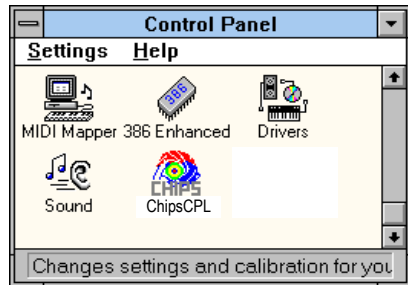 Control Panel
Settings Help
386
MIDI Mapper 386 Enhanced Drivers
CHIPS
Sound ChipsCPL
Changes settings and calibration for you